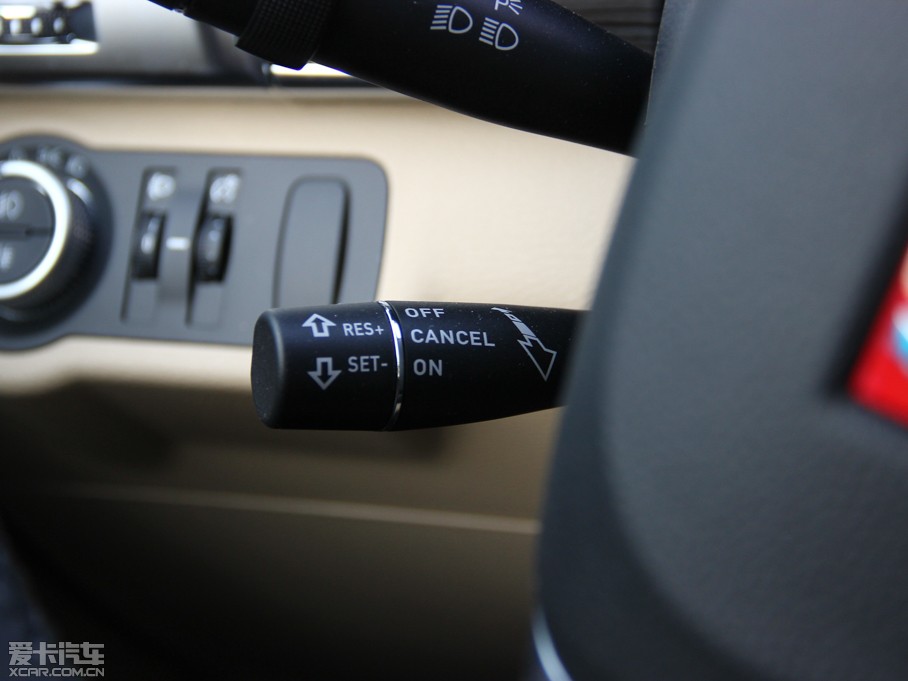 OFF
RES+ CANCEL
SET- ON
爱卡汽车
XCAR.COM.CN